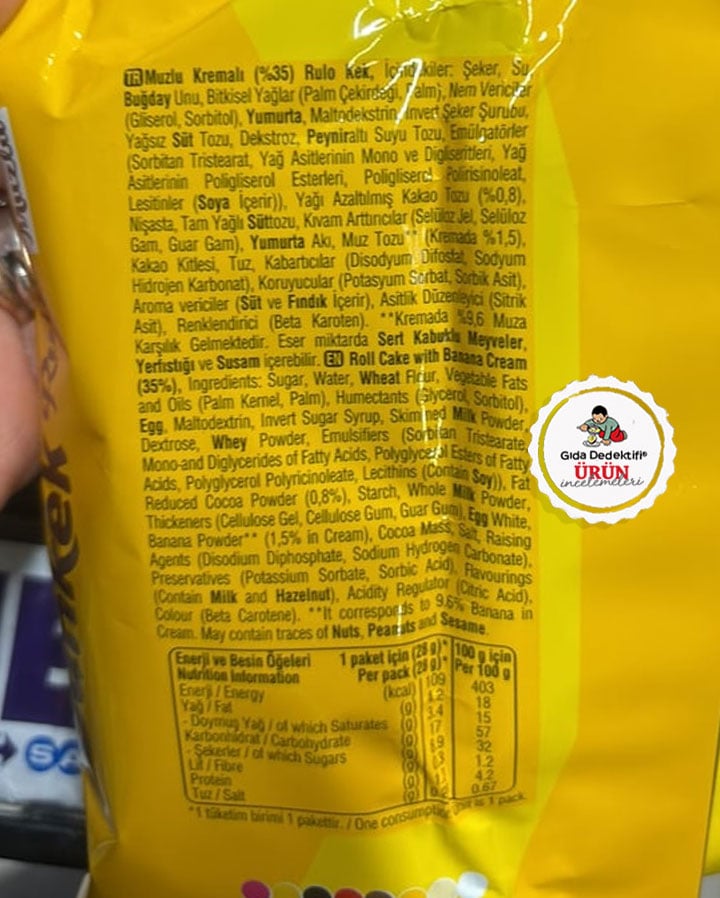 TR Muzlu Kremalı (%35) Rulo Kek, İçindekiler: Şeker, Su,
Buğday Unu, Bitkisel Yağlar (Palm Çekirdeği, Palm), Nem Vericiler
(Gliserol, Sorbitol), Yumurta, Maltodekstrin, İnvert Şeker Şurubu,
Yağsız Süt Tozu, Dekstroz, Peyniraltı Suyu Tozu, Emülgatörler
(Sorbitan Tristearat, Yağ Asitlerinin Mono ve Digliseritleri, Yağ
Asitlerinin Poligliserol Esterleri, Poligliserol Polirisinoleat,
Lesitinler (Soya İçerir)), Yağı Azaltılmış Kakao Tozu (%0,8),
Nişasta, Tam Yağlı Süttozu, Kıvam Arttırıcılar (Selüloz Jel, Selüloz
Gam, Guar Gam), Yumurta Akı, Muz Tozu** (Kremada %1,5),
Kakao Kitlesi, Tuz, Kabartıcılar (Disodyum Difosfat, Sodyum
Hidrojen Karbonat), Koruyucular (Potasyum Sorbat, Sorbik Asit),
Aroma vericiler (Süt ve Fındık İçerir), Asitlik Düzenleyici (Sitrik
Asit), Renklendirici (Beta Karoten). **Kremada %9,6 Muza
Karşılık Gelmektedir. Eser miktarda Sert Kabuklu Meyveler,
Yerfıstığı ve Susam içerebilir. EN Roll Cake with Banana Cream
(35%), Ingredients: Sugar, Water, Wheat Flour, Vegetable Fats
and Oils (Palm Kernel, Palm), Humectants (Glycerol, Sorbitol),
Egg, Maltodextrin, Invert Sugar Syrup, Skimmed Milk Powder,
Dextrose, Whey Powder, Emulsifiers (Sorbitan Tristearate,
Mono-and Diglycerides of Fatty Acids, Polyglycerol Esters of Fatty
Acids, Polyglycerol Polyricinoleate, Lecithins (Contain Soy)), Fat
Reduced Cocoa Powder (0,8%), Starch, Whole Milk Powder,
Thickeners (Cellulose Gel, Cellulose Gum, Guar Gum), Egg White,
Banana Powder** (1,5% in Cream), Cocoa Mass, Salt, Raising
Agents (Disodium Diphosphate, Sodium Hydrogen Carbonate),
Preservatives (Potassium Sorbate, Sorbic Acid), Flavourings
(Contain Milk and Hazelnut), Acidity Regulator (Citric Acid),
Colour (Beta Carotene). **It corresponds to 9.6% Banana in
Cream. May contain traces of Nuts, Peanuts and Sesame.
Enerji ve Besin Öğeleri 1 paket için (28 g)* 100 g için
Nutrition Information Per pack (28 g)* Per 100 g
Enerji / Energy (kcal) 109 403
Yağ / Fat (g) 18
- Doymuş Yağ / of which Saturates (g) 15
Karbonhidrat / Carbohydrate (g) 17 57
- Şekerler / of which Sugars (g) 32
Lif / Fibre (g) 1.2
Protein (g) 4.2
Tuz / Salt (g) 0.67
*1 tüketim birimi 1 pakettir. / One consumption unit is 1 pack.
Gıda Dedektifi®
ÜRÜN
incelemeleri